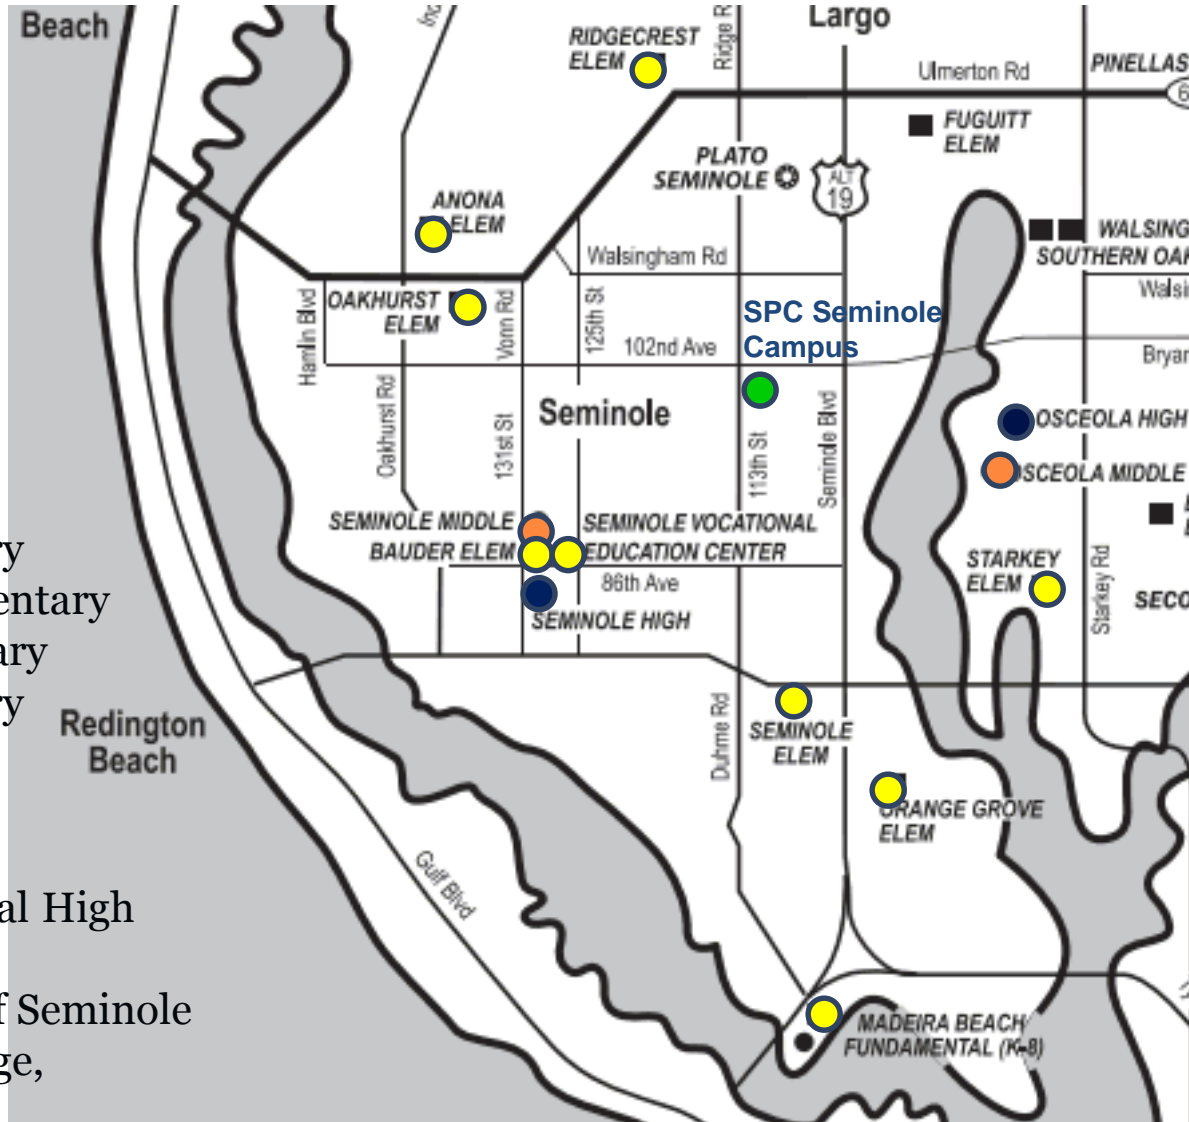 Beach
RIDGECREST
ELEM
Largo
Ulmerton Rd
PINELLAS
FUGUITT
ELEM
PLATO
SEMINOLE
ALT
19
ANONA
ELEM
WALSING
SOUTHERN OAK
Walsingham Rd
Walsi
OAKHURST
ELEM
Hamlin Blvd
Vonn Rd
125th St
SPC Seminole
Campus
102nd Ave
Bryan
Oakhurst Rd
131st St
Seminole
113th St
Seminole Blvd
OSCEOLA HIGH
OSCEOLA MIDDLE
SEMINOLE MIDDLE
SEMINOLE VOCATIONAL
EDUCATION CENTER
BAUDER ELEM
86th Ave
SEMINOLE HIGH
STARKEY
ELEM
Starkey Rd
SECO
ry
entary
ary
ry
Redington
Beach
Duhme Rd
SEMINOLE
ELEM
ORANGE GROVE
ELEM
Gulf Blvd
al High
f Seminole
ge,
MADEIRA BEACH
FUNDAMENTAL (K-8)